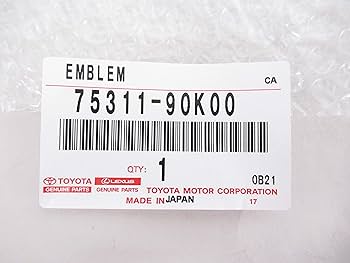 EMBLEM
CA
75311-90K00
QTY: 1
0B21
TOYOTA LEXUS
GENUINE PARTS GENUINE PARTS
TOYOTA MOTOR CORPORATION
MADE IN JAPAN 17